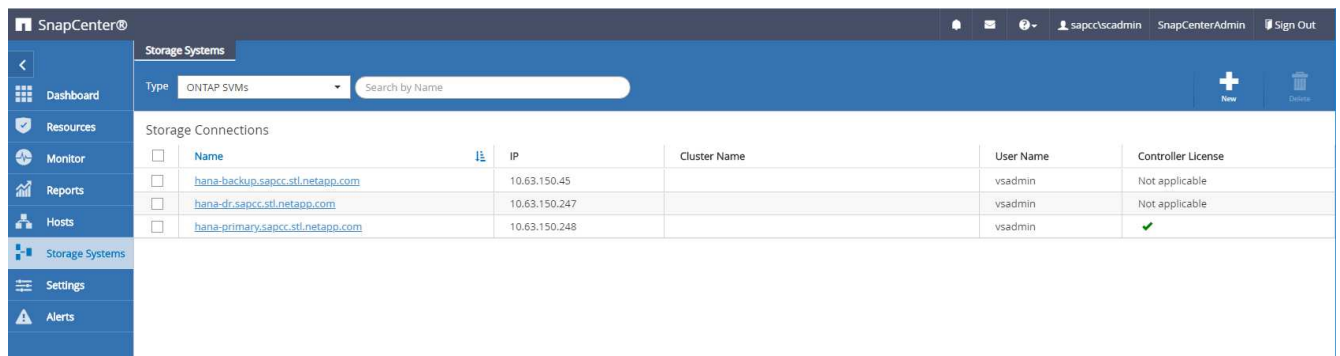 SnapCenter®
sapcc\scadmin SnapCenterAdmin Sign Out
Storage Systems
Type ONTAP SVMs Search by Name
New Delete
Dashboard
Resources
Monitor
Reports
Hosts
Storage Systems
Settings
Alerts
Storage Connections
Name IP Cluster Name User Name Controller License
hana-backup.sapcc.stl.netapp.com 10.63.150.45 vsadmin Not applicable
hana-dr.sapcc.stl.netapp.com 10.63.150.247 vsadmin Not applicable
hana-primary.sapcc.stl.netapp.com 10.63.150.248 vsadmin